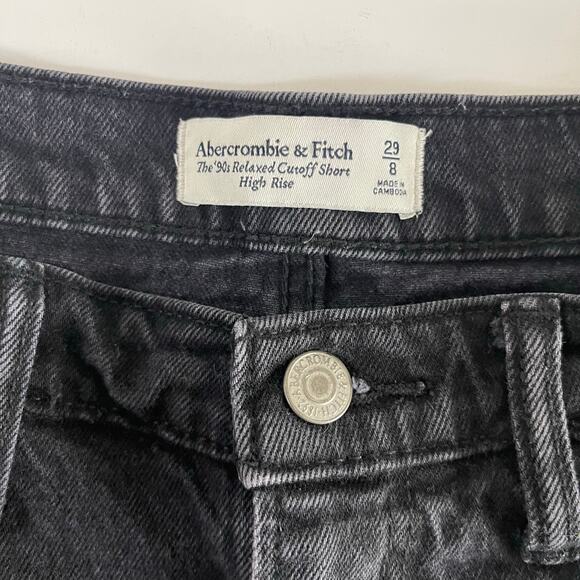 Abercrombie & Fitch
The '90s Relaxed Cutoff Short
High Rise
29
8
MADE IN
CAMBODIA
ABERCROMBIE & FITCH